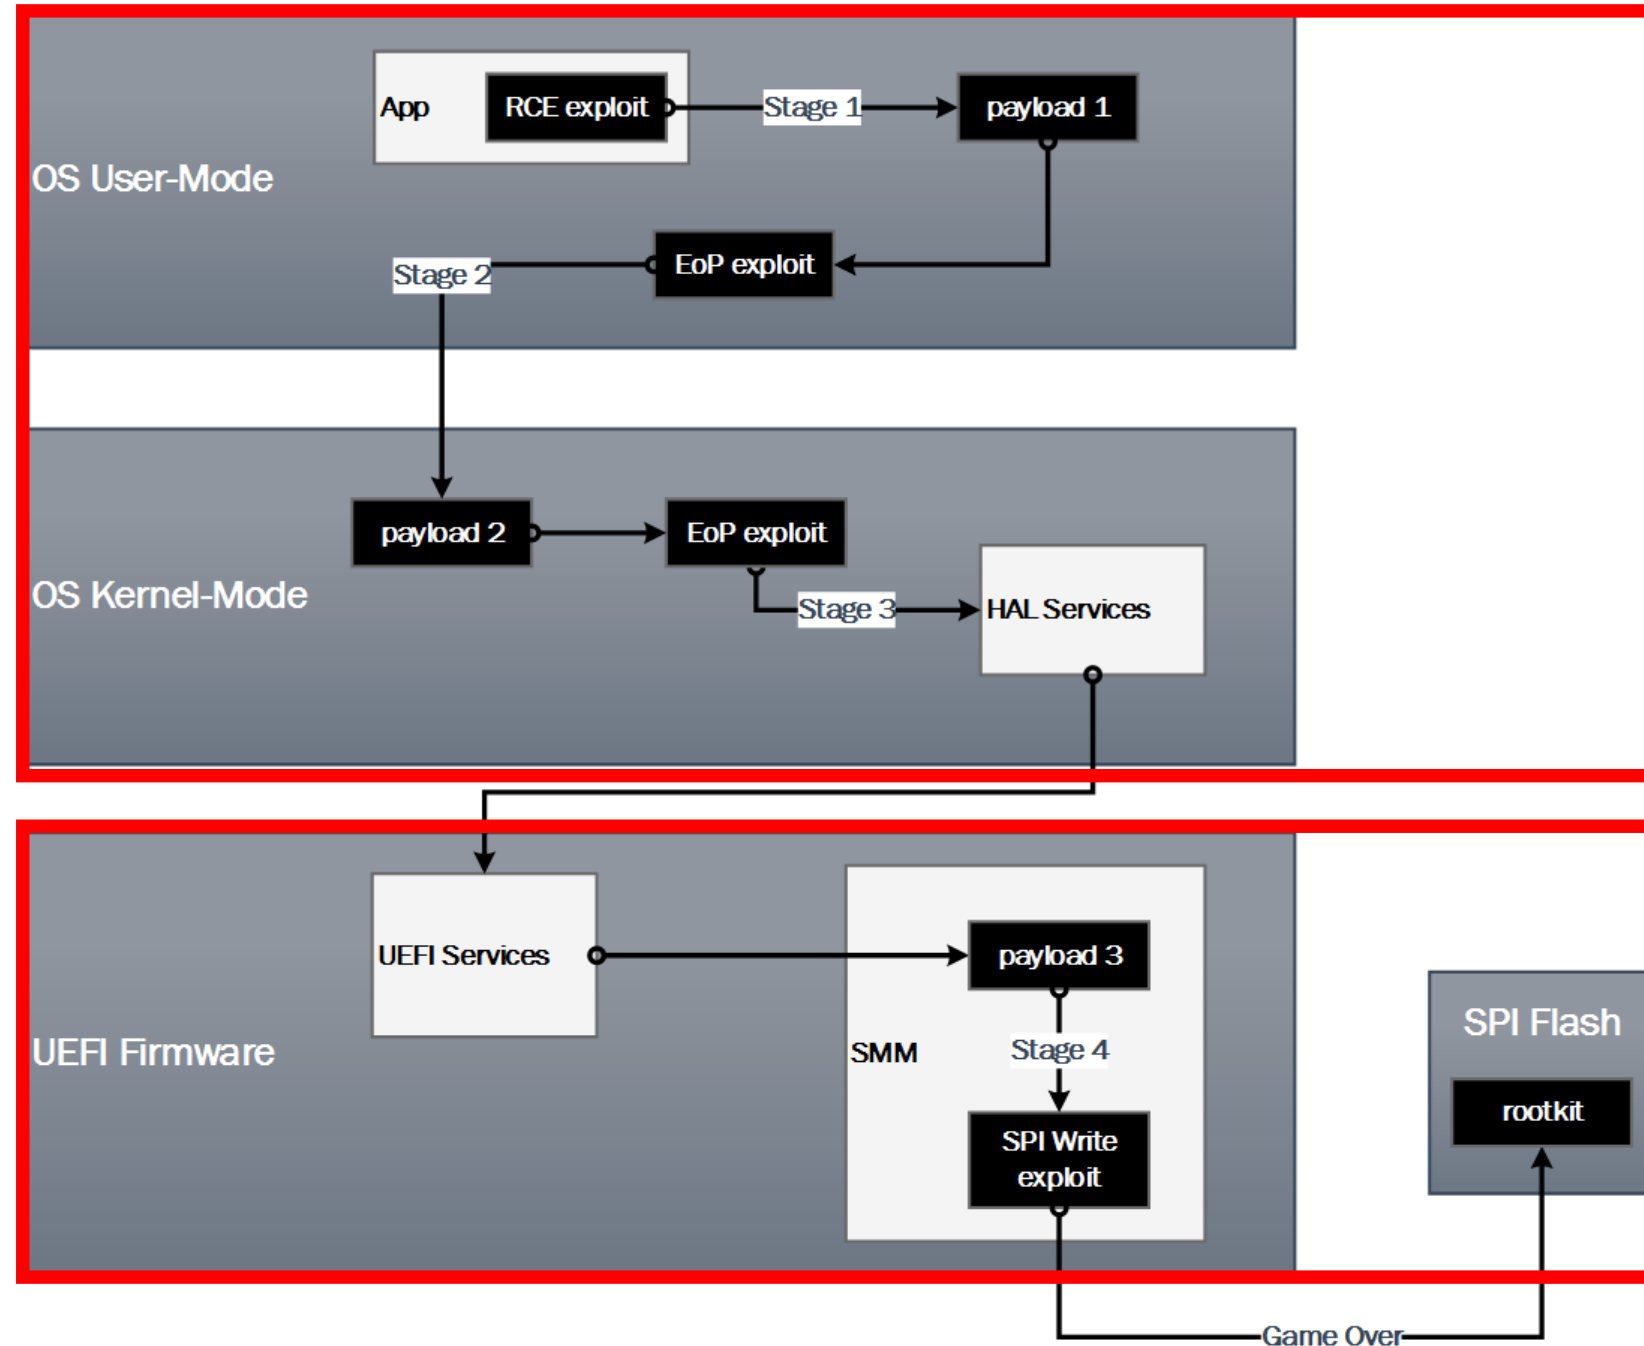 App
RCE exploit
Stage 1
payload 1
OS User-Mode
EoP exploit
Stage 2
payload 2
EoP exploit
OS Kernel-Mode
Stage 3
HAL Services
UEFI Services
payload 3
UEFI Firmware
SMM
Stage 4
SPI Write
exploit
SPI Flash
rootkit
Game Over